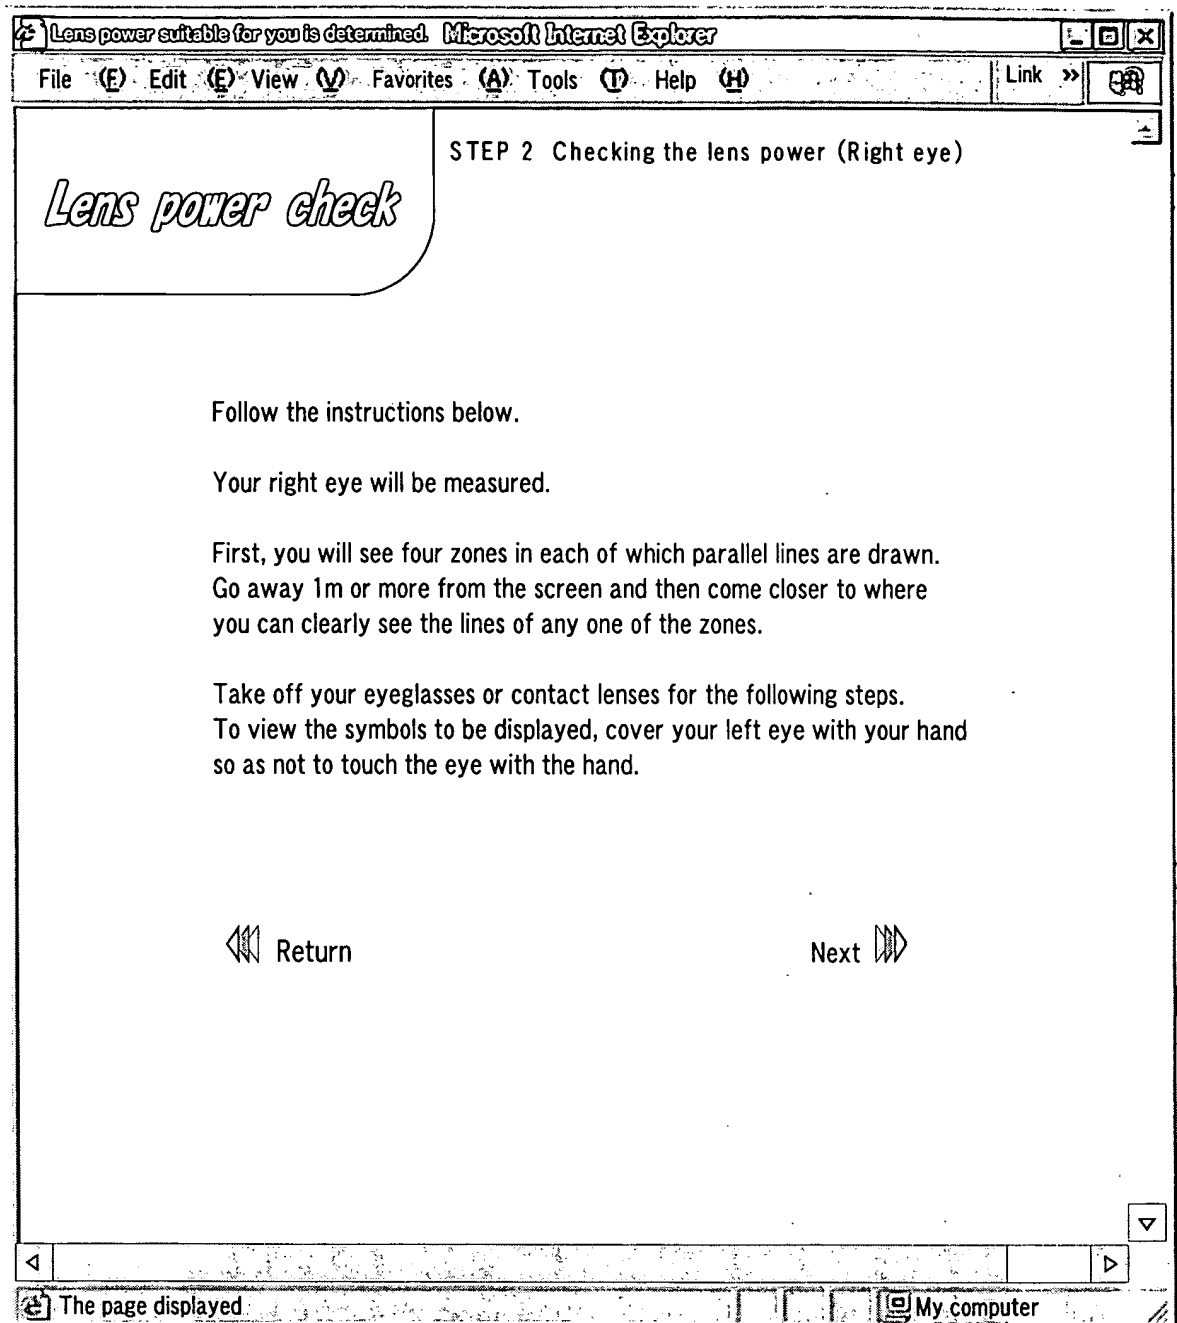 Lens power suitable for you is determined. Microsoft Internet Explorer
File (F) Edit (E) View (V) Favorites (A) Tools (T) Help (H) Link »
STEP 2 Checking the lens power (Right eye)
Lens power check
Follow the instructions below.
Your right eye will be measured.
First, you will see four zones in each of which parallel lines are drawn.
Go away 1m or more from the screen and then come closer to where
you can clearly see the lines of any one of the zones.
Take off your eyeglasses or contact lenses for the following steps.
To view the symbols to be displayed, cover your left eye with your hand
so as not to touch the eye with the hand.
Return Next
The page displayed My computer